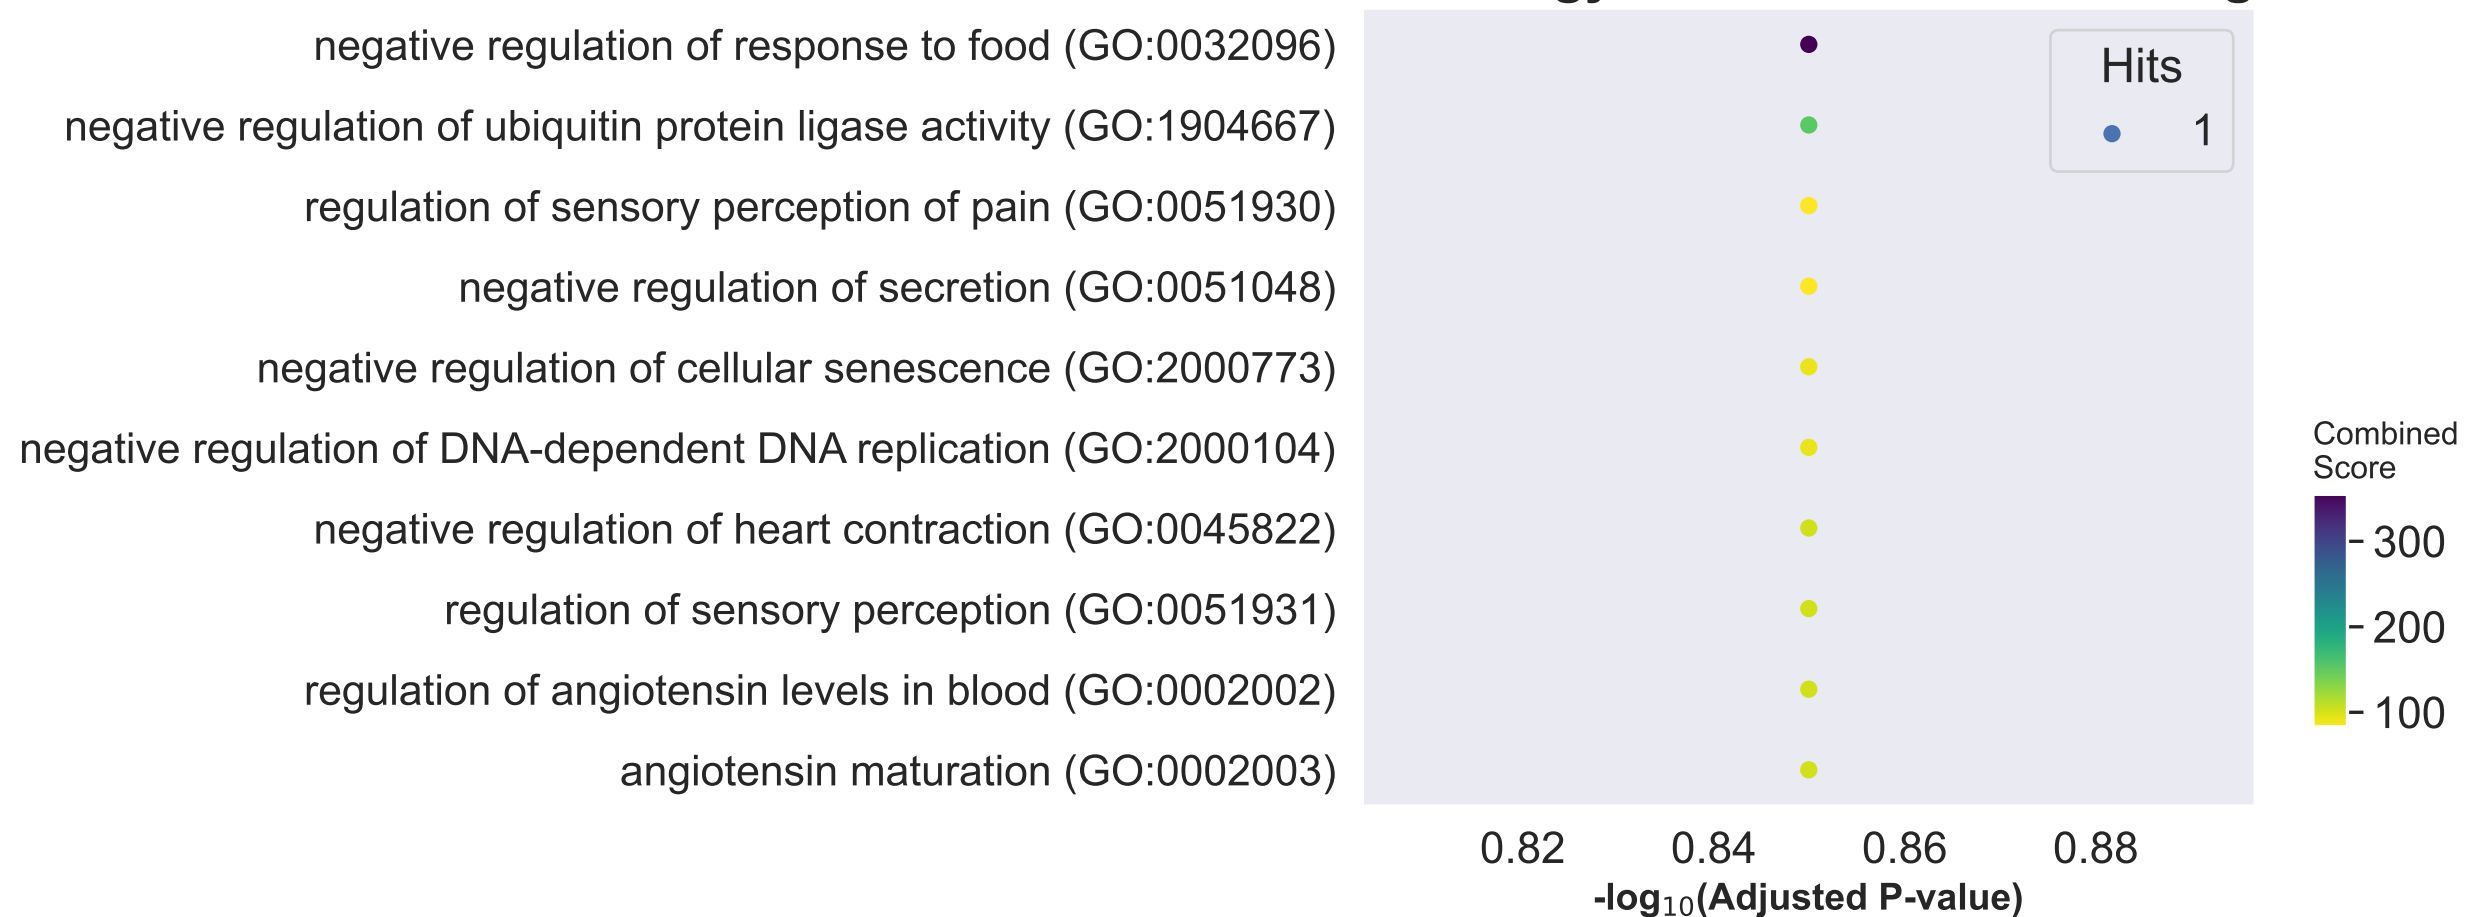 negative regulation of response to food (GO:0032096)
negative regulation of ubiquitin protein ligase activity (GO:1904667)
regulation of sensory perception of pain (GO:0051930)
negative regulation of secretion (GO:0051048)
negative regulation of cellular senescence (GO:2000773)
negative regulation of DNA-dependent DNA replication (GO:2000104)
negative regulation of heart contraction (GO:0045822)
regulation of sensory perception (GO:0051931)
regulation of angiotensin levels in blood (GO:0002002)
angiotensin maturation (GO:0002003)
Hits
1
Combined
Score
300
200
100
0.82 0.84 0.86 0.88
-log₁₀(Adjusted P-value)